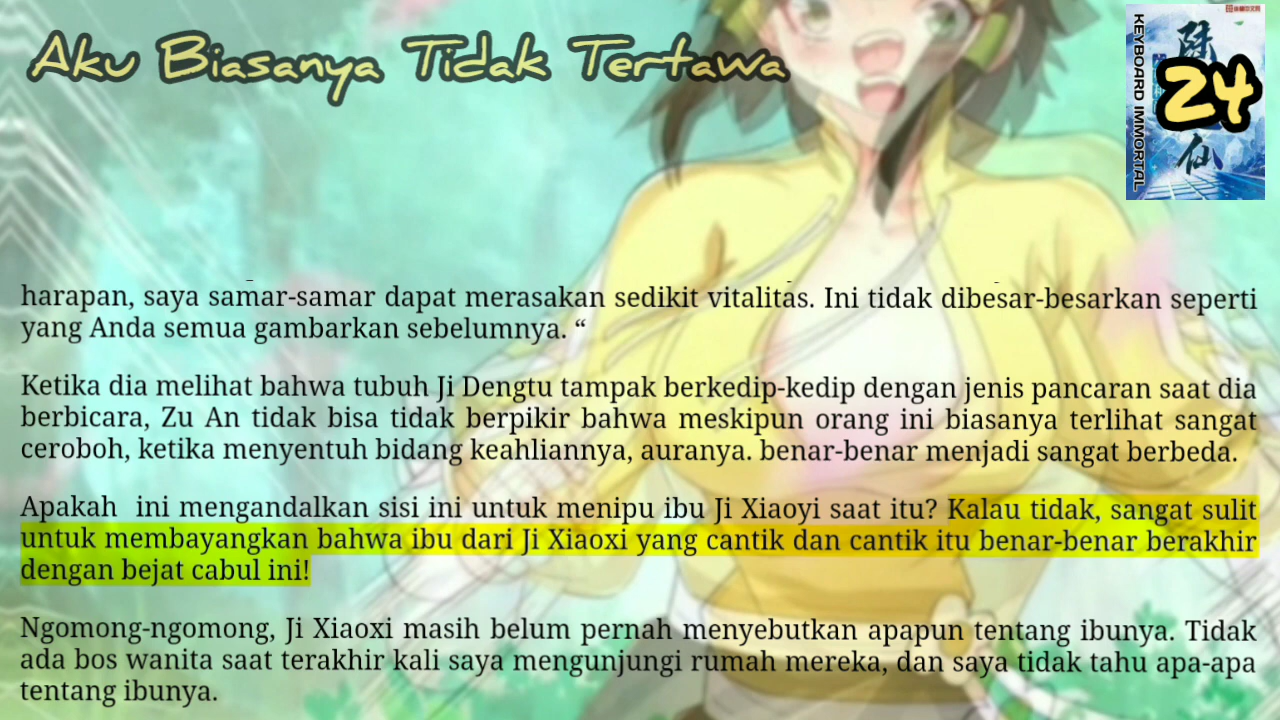 Aku Biasanya Tidak Tertawa
KEYBOARD IMMORTAL
24
仙
harapan, saya samar-samar dapat merasakan sedikit vitalitas. Ini tidak dibesar-besarkan seperti
yang Anda semua gambarkan sebelumnya. “
Ketika dia melihat bahwa tubuh Ji Dengtu tampak berkedip-kedip dengan jenis pancaran saat dia
berbicara, Zu An tidak bisa tidak berpikir bahwa meskipun orang ini biasanya terlihat sangat
ceroboh, ketika menyentuh bidang keahliannya, auranya. benar-benar menjadi sangat berbeda.
Apakah  ini mengandalkan sisi ini untuk menipu ibu Ji Xiaoyi saat itu? Kalau tidak, sangat sulit
untuk membayangkan bahwa ibu dari Ji Xiaoxi yang cantik dan cantik itu benar-benar berakhir
dengan bejat cabul ini!
Ngomong-ngomong, Ji Xiaoxi masih belum pernah menyebutkan apapun tentang ibunya. Tidak
ada bos wanita saat terakhir kali saya mengunjungi rumah mereka, dan saya tidak tahu apa-apa
tentang ibunya.